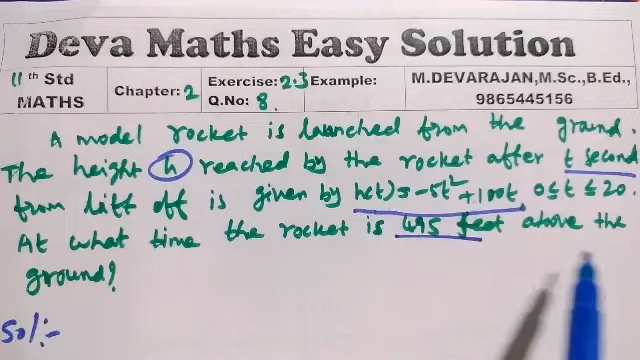 Deva Maths Easy Solution
11th Std MATHS
Chapter: 2
Exercise: 2.3
Q.No: 8
Example:
M.DEVARAJAN,M.Sc.,B.Ed.,
9865445156
A model rocket is launched from the ground.
The height h reached by the rocket after t second
from lift off is given by h(t)=-5t²+100t, 0≤t≤20.
At what time the rocket is 495 feet above the
ground?
Sol:-